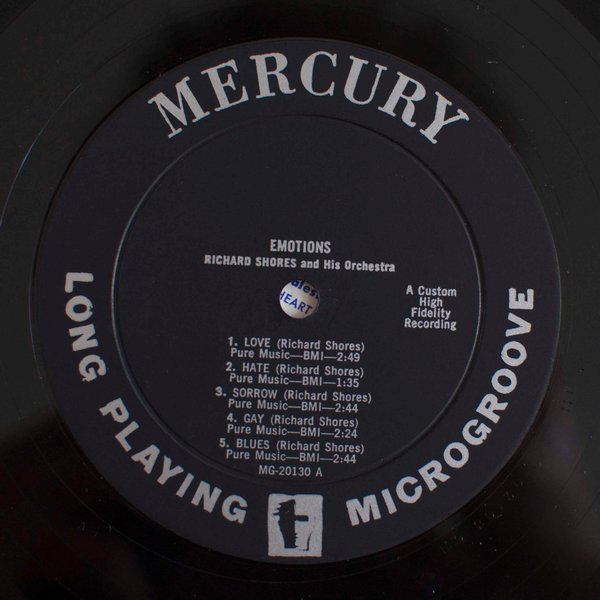 MERCURY
EMOTIONS
RICHARD SHORES and His Orchestra
A Custom
High
Fidelity
Recording
HEART
1. LOVE (Richard Shores)
Pure Music—BMI—2:49
2. HATE (Richard Shores)
Pure Music—BMI—1:35
3. SORROW (Richard Shores)
Pure Music—BMI—2:44
4. GAY (Richard Shores)
Pure Music—BMI—2:24
5. BLUES (Richard Shores)
Pure Music—BMI—2:44
MG-20130 A
LONG PLAYING
MICROGROOVE